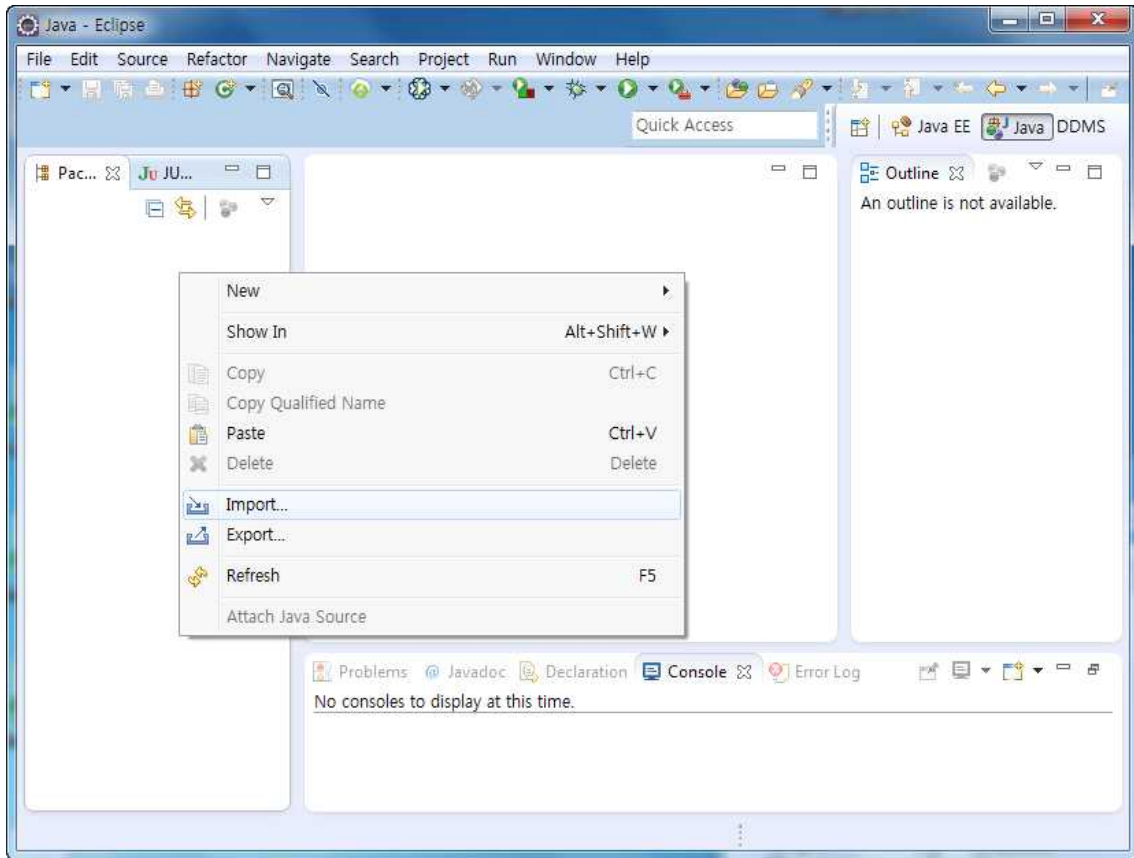 Java - Eclipse
File Edit Source Refactor Navigate Search Project Run Window Help
Quick Access
Java EE Java DDMS
Pac... JU...
Outline
An outline is not available.
New
Show In Alt+Shift+W
Copy Ctrl+C
Copy Qualified Name
Paste Ctrl+V
Delete Delete
Import...
Export...
Refresh F5
Attach Java Source
Problems @ Javadoc Declaration Console Error Log
No consoles to display at this time.